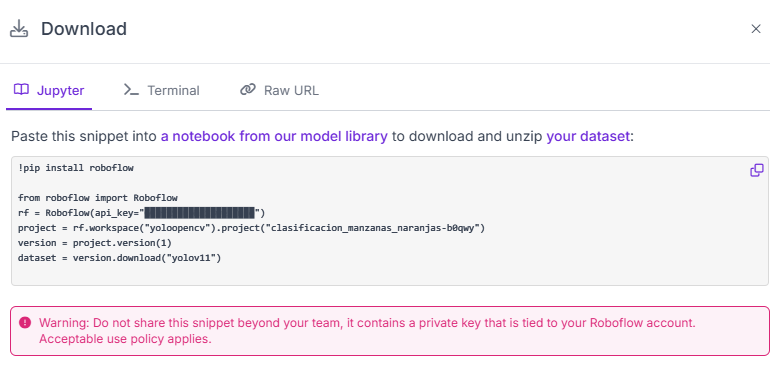 Download
Jupyter
Terminal
Raw URL
Paste this snippet into a notebook from our model library to download and unzip your dataset:
!pip install roboflow
from roboflow import Roboflow
rf = Roboflow(api_key="████████████████████")
project = rf.workspace("yoloopencv").project("clasificacion_manzanas_naranjas-b0qwy")
version = project.version(1)
dataset = version.download("yolov11")
Warning: Do not share this snippet beyond your team, it contains a private key that is tied to your Roboflow account.
Acceptable use policy applies.